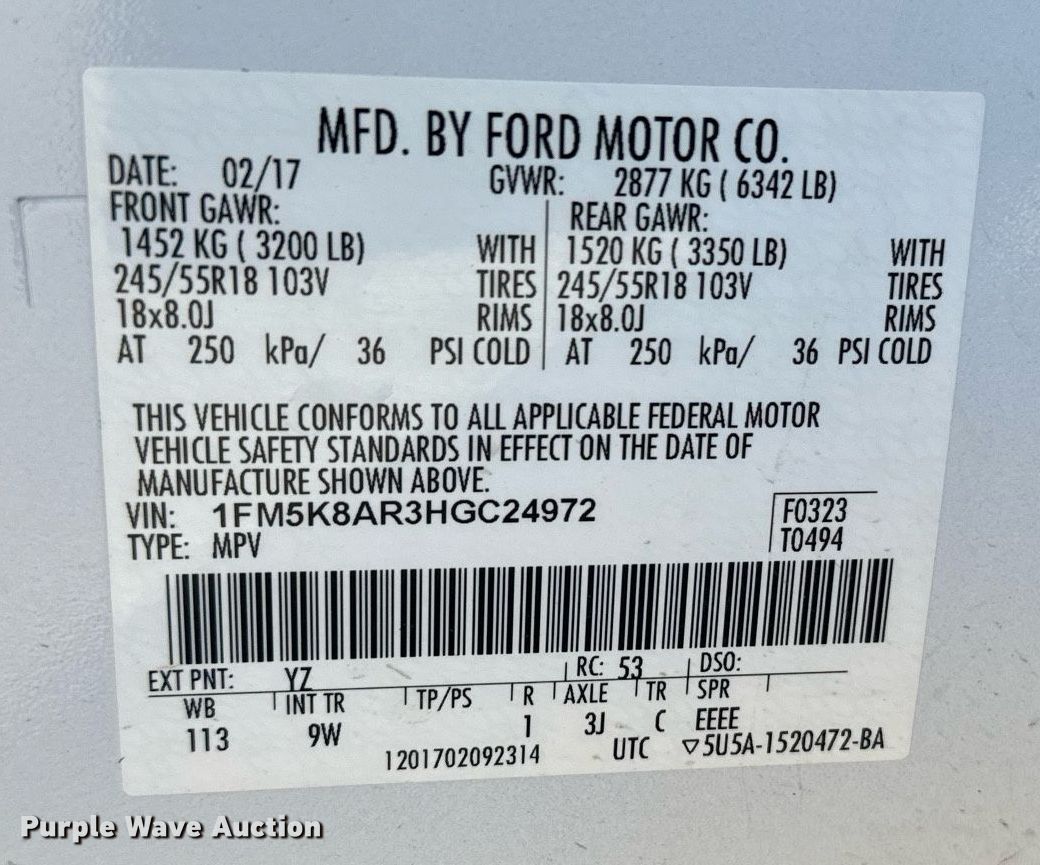 MFD. BY FORD MOTOR CO.
DATE: 02/17 GVWR: 2877 KG ( 6342 LB)
FRONT GAWR: REAR GAWR:
1452 KG ( 3200 LB) WITH 1520 KG ( 3350 LB) WITH
245/55R18 103V TIRES 245/55R18 103V TIRES
18x8.0J RIMS 18x8.0J RIMS
AT 250 kPa/ 36 PSI COLD AT 250 kPa/ 36 PSI COLD
THIS VEHICLE CONFORMS TO ALL APPLICABLE FEDERAL MOTOR
VEHICLE SAFETY STANDARDS IN EFFECT ON THE DATE OF
MANUFACTURE SHOWN ABOVE.
VIN: 1FM5K8AR3HGC24972 F0323
TYPE: MPV T0494
EXT PNT: YZ RC: 53 DSO:
WB INT TR TP/PS R AXLE TR SPR
113 9W 1 3J C EEEE
1201702092314 UTC ▽5U5A-1520472-BA
Purple Wave Auction